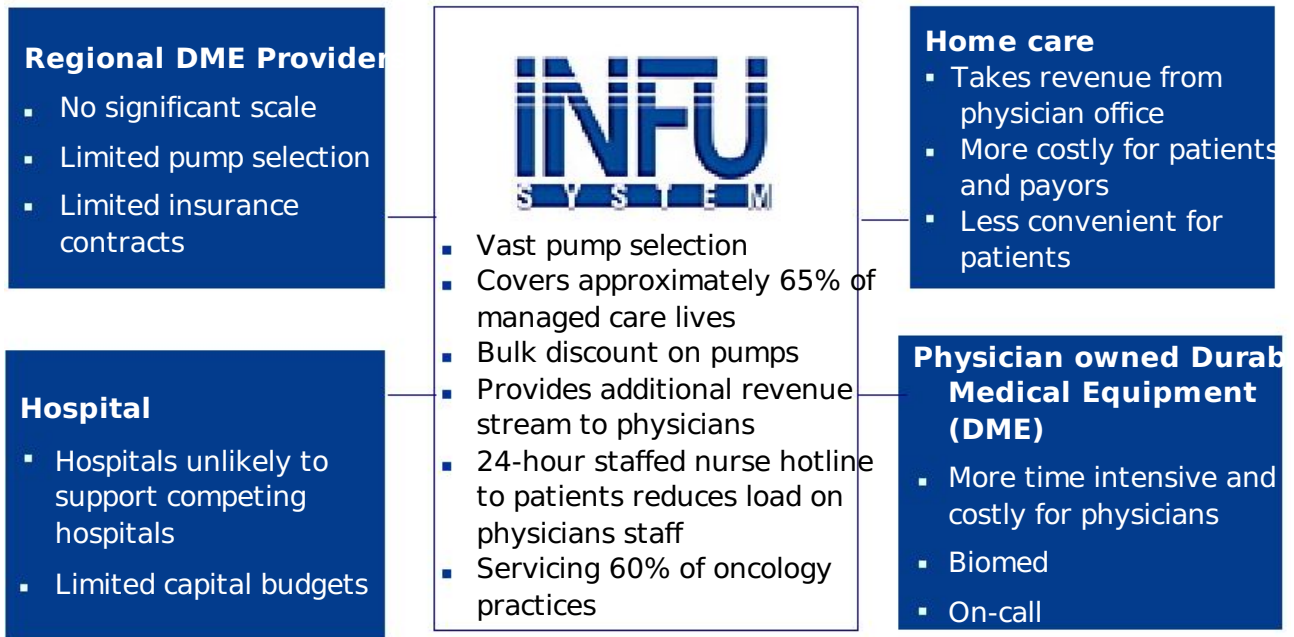 Regional DME Provider
▪ No significant scale
▪ Limited pump selection
▪ Limited insurance
contracts
Hospital
▪ Hospitals unlikely to
support competing
hospitals
▪ Limited capital budgets
INFU
SYSTEM
▪ Vast pump selection
▪ Covers approximately 65% of
managed care lives
▪ Bulk discount on pumps
▪ Provides additional revenue
stream to physicians
▪ 24-hour staffed nurse hotline
to patients reduces load on
physicians staff
▪ Servicing 60% of oncology
practices
Home care
▪ Takes revenue from
physician office
▪ More costly for patients
and payors
▪ Less convenient for
patients
Physician owned Durab
Medical Equipment
(DME)
▪ More time intensive and
costly for physicians
▪ Biomed
▪ On-call